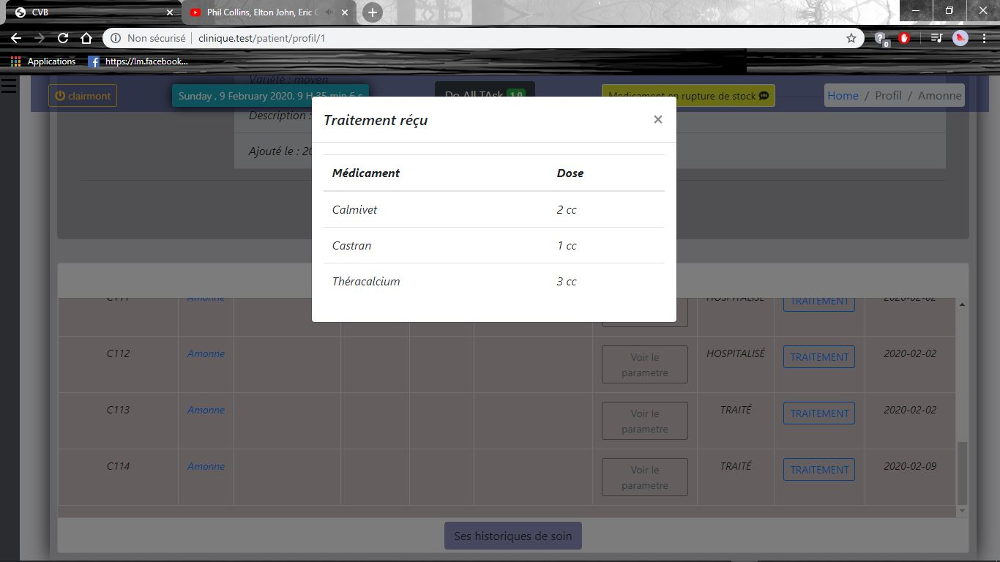 CVB
Phil Collins, Elton John, Eric C
Non sécurisé clinique.test/patient/profil/1
0
Applications https://lm.facebook...
Variété : moyen
clairmont Sunday , 9 February 2020. 9 H 35 min 6 s Do All TAsk 1.0 Medicament en rupture de stock Home / Profil / Amonne
Description :
Ajouté le : 20
Traitement réçu ×
Médicament Dose
Calmivet 2 cc
Castran 1 cc
Théracalcium 3 cc
C111 Amonne HOSPITALISÉ TRAITEMENT 2020-02-02
C112 Amonne Voir le parametre HOSPITALISÉ TRAITEMENT 2020-02-02
C113 Amonne Voir le parametre TRAITÉ TRAITEMENT 2020-02-02
C114 Amonne Voir le parametre TRAITÉ TRAITEMENT 2020-02-09
Ses historiques de soin